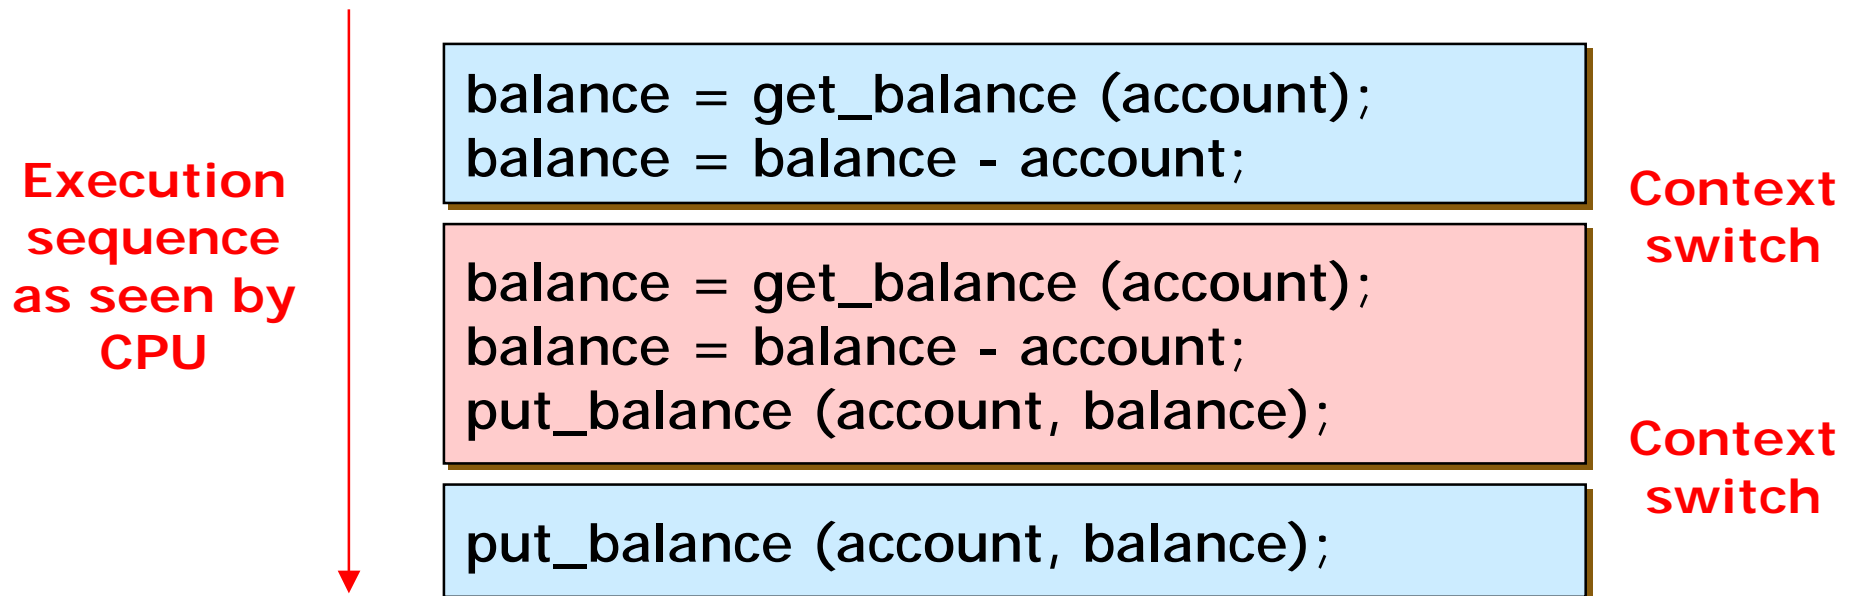 Execution
sequence
as seen by
CPU
balance = get_balance (account);
balance = balance - account;
Context
switch
balance = get_balance (account);
balance = balance - account;
put_balance (account, balance);
Context
switch
put_balance (account, balance);